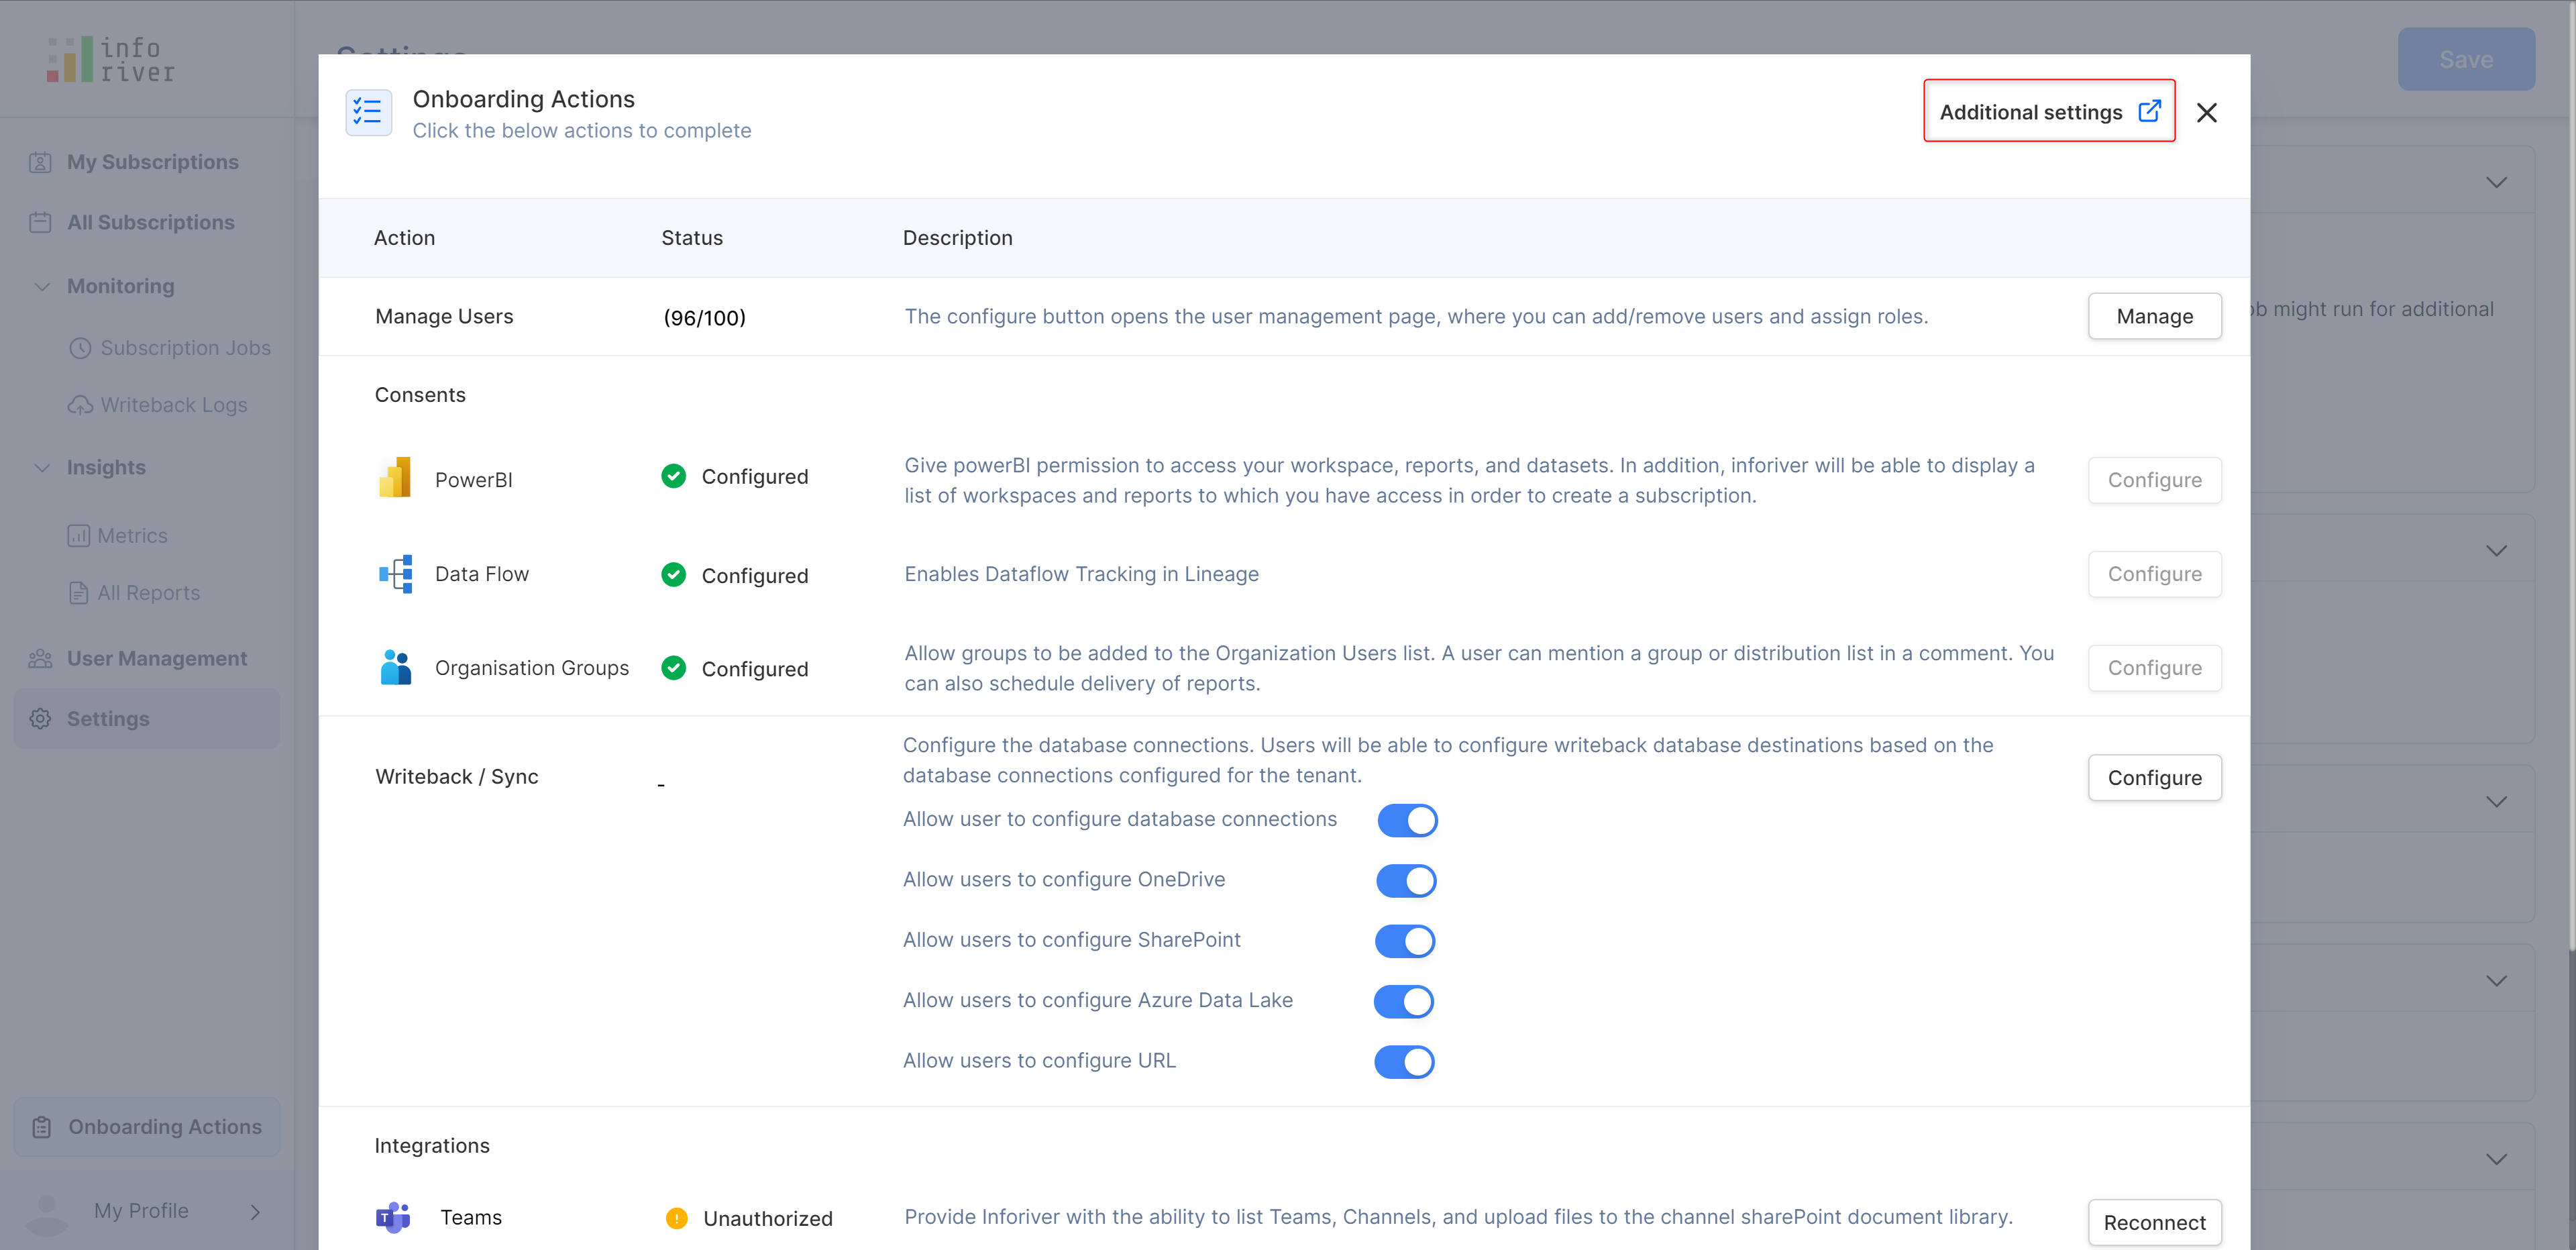 info
river
Save
My Subscriptions
All Subscriptions
Monitoring
Subscription Jobs
Writeback Logs
Insights
Metrics
All Reports
User Management
Settings
Onboarding Actions
My Profile
Onboarding Actions
Click the below actions to complete
Additional settings
Action Status Description
Manage Users (96/100) The configure button opens the user management page, where you can add/remove users and assign roles. Manage
might run for additional
Consents
PowerBI Configured Give powerBI permission to access your workspace, reports, and datasets. In addition, inforiver will be able to display a
list of workspaces and reports to which you have access in order to create a subscription. Configure
Data Flow Configured Enables Dataflow Tracking in Lineage Configure
Organisation Groups Configured Allow groups to be added to the Organization Users list. A user can mention a group or distribution list in a comment. You
can also schedule delivery of reports. Configure
Writeback / Sync - Configure the database connections. Users will be able to configure writeback database destinations based on the
database connections configured for the tenant. Configure
Allow user to configure database connections
Allow users to configure OneDrive
Allow users to configure SharePoint
Allow users to configure Azure Data Lake
Allow users to configure URL
Integrations
Teams Unauthorized Provide Inforiver with the ability to list Teams, Channels, and upload files to the channel sharePoint document library. Reconnect